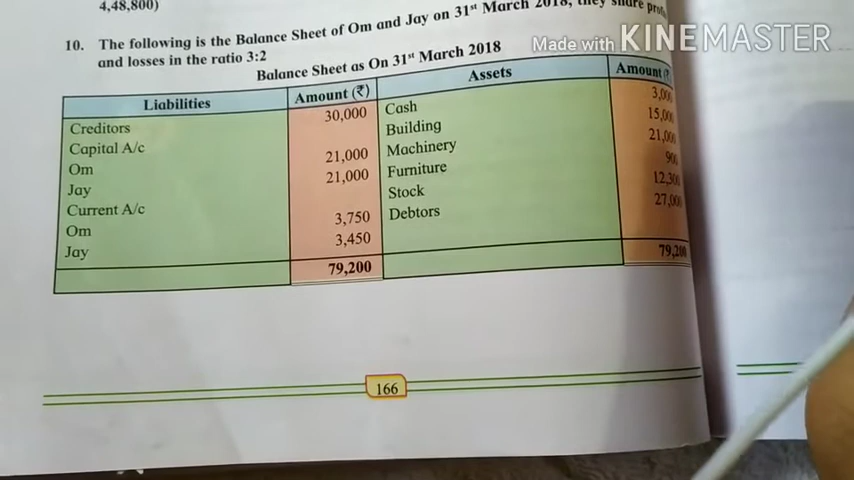 4,48,800)
10. The following is the Balance Sheet of Om and Jay on 31st March 2018, they share
and losses in the ratio 3:2
Made with KINEMASTER
Balance Sheet as On 31st March 2018
Liabilities Amount (₹) Assets Amount
Creditors 30,000 Cash
Capital A/c Building
Om 21,000 Machinery
Jay 21,000 Furniture
Current A/c Stock
Om 3,750 Debtors
Jay 3,450
79,200
166